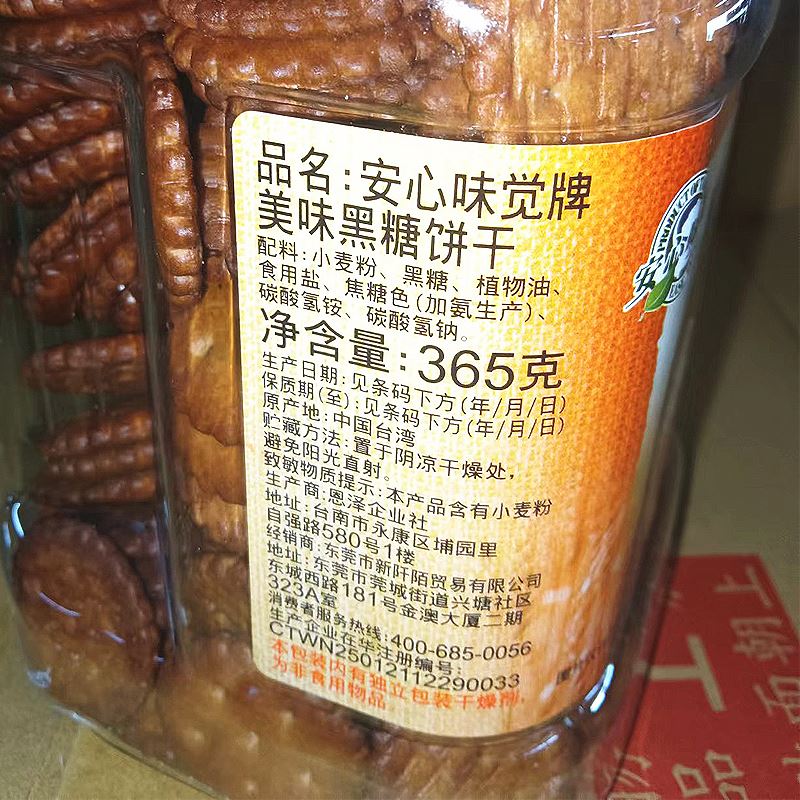 品名:安心味觉牌
美味黑糖饼干
配料:小麦粉、黑糖、植物油、
食用盐、焦糖色(加氨生产)、
碳酸氢铵、碳酸氢钠。
净含量:365克
生产日期:见条码下方(年/月/日)
保质期(至):见条码下方(年/月/日)
原产地:中国台湾
贮藏方法:置于阴凉干燥处,
避免阳光直射。
致敏物质提示:本产品含有小麦粉
生产商:恩泽企业社
地址:台南市永康区埔园里
自强路580号1楼
经销商:东莞市新阡陌贸易有限公司
地址:东莞市莞城街道兴塘社区
东城西路181号金澳大厦二期
323A室
消费者服务热线:400-685-0056
生产企业在华注册编号:
CTWN25012112290033
本包装内有独立包装干燥剂,
为非食用物品
安心
上
朝
面
工
品